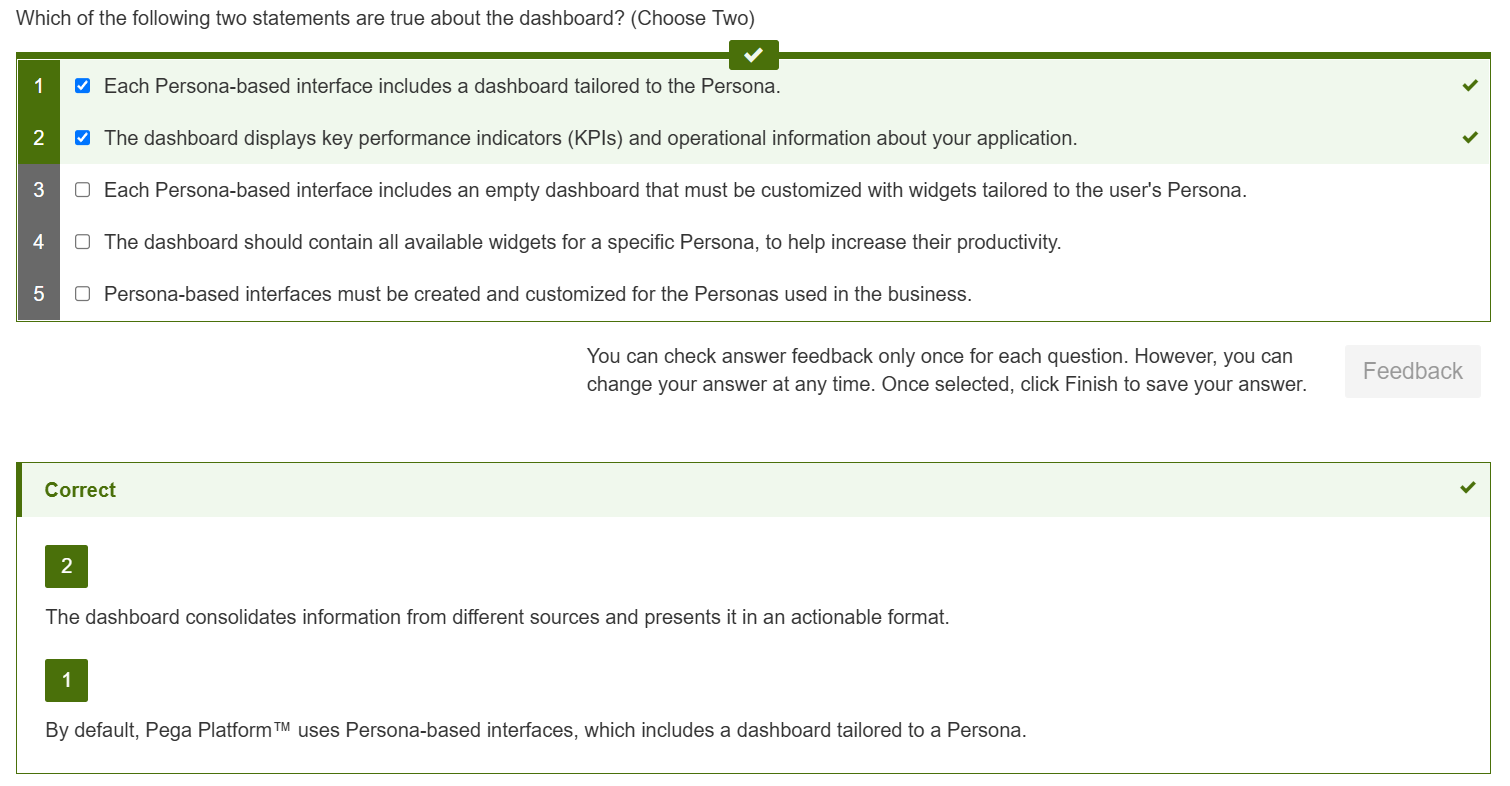 Which of the following two statements are true about the dashboard? (Choose Two)
1 Each Persona-based interface includes a dashboard tailored to the Persona.
2 The dashboard displays key performance indicators (KPIs) and operational information about your application.
3 Each Persona-based interface includes an empty dashboard that must be customized with widgets tailored to the user's Persona.
4 The dashboard should contain all available widgets for a specific Persona, to help increase their productivity.
5 Persona-based interfaces must be created and customized for the Personas used in the business.
You can check answer feedback only once for each question. However, you can
change your answer at any time. Once selected, click Finish to save your answer.
Feedback
Correct
2
The dashboard consolidates information from different sources and presents it in an actionable format.
1
By default, Pega Platform™ uses Persona-based interfaces, which includes a dashboard tailored to a Persona.